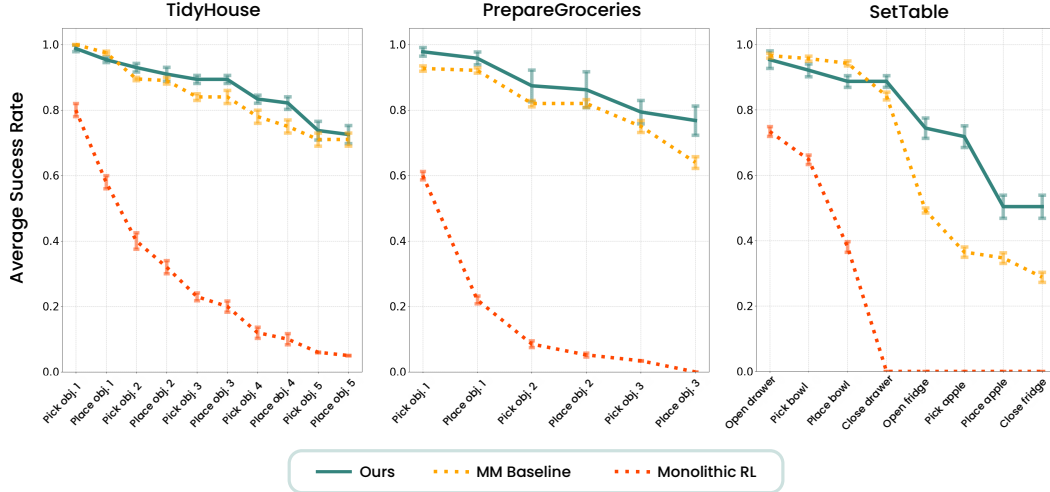 TidyHouse
PrepareGroceries
SetTable
Average Sucess Rate
1.0
0.8
0.6
0.4
0.2
0.0
Pick obj. 1
Place obj. 1
Pick obj. 2
Place obj. 2
Pick obj. 3
Place obj. 3
Pick obj. 4
Place obj. 4
Pick obj. 5
Place obj. 5
1.0
0.8
0.6
0.4
0.2
0.0
Pick obj. 1
Place obj. 1
Pick obj. 2
Place obj. 2
Pick obj. 3
Place obj. 3
1.0
0.8
0.6
0.4
0.2
0.0
Open drawer
Pick bowl
Place bowl
Close drawer
Open fridge
Pick apple
Place apple
Close fridge
Ours
MM Baseline
Monolithic RL